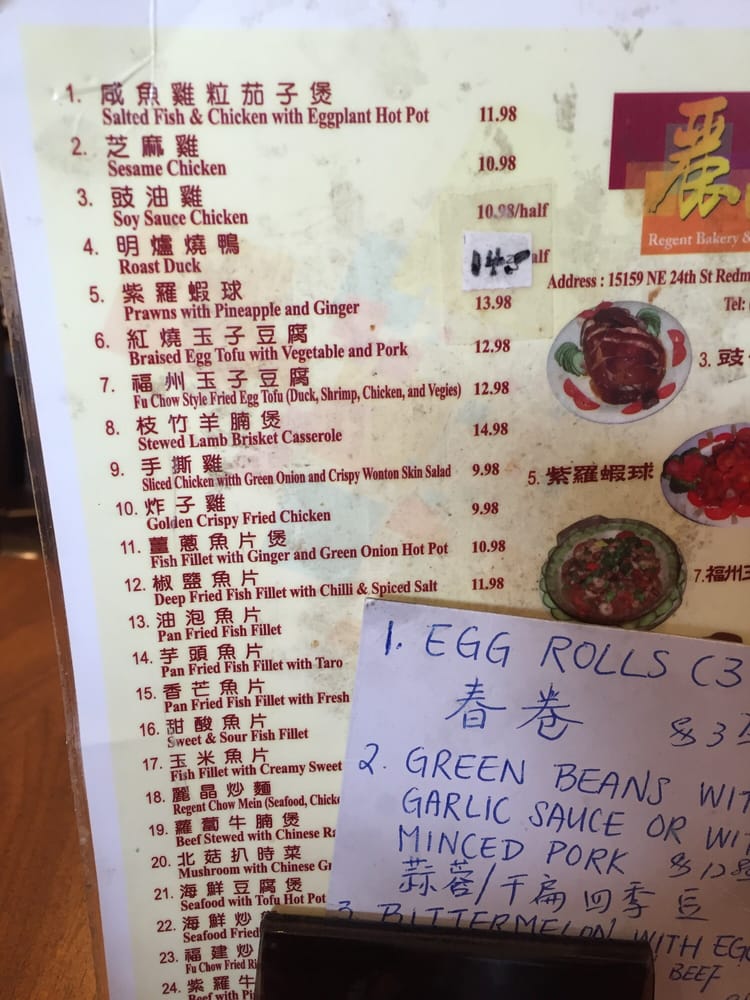 1. 咸魚雞粒茄子煲
Salted Fish & Chicken with Eggplant Hot Pot 11.98
2. 芝麻雞
Sesame Chicken 10.98
3. 豉油雞
Soy Sauce Chicken 10.98/half
4. 明爐燒鴨
Roast Duck alf
5. 紫羅蝦球
Prawns with Pineapple and Ginger 13.98
6. 紅燒玉子豆腐
Braised Egg Tofu with Vegetable and Pork 12.98
7. 福州玉子豆腐
Fu Chow Style Fried Egg Tofu (Duck, Shrimp, Chicken, and Vegies) 12.98
8. 枝竹羊腩煲
Stewed Lamb Brisket Casserole 14.98
9. 手撕雞
Sliced Chicken witth Green Onion and Crispy Wonton Skin Salad 9.98
10. 炸子雞
Golden Crispy Fried Chicken 9.98
11. 薑蔥魚片煲
Fish Fillet with Ginger and Green Onion Hot Pot 10.98
12. 椒鹽魚片
Deep Fried Fish Fillet with Chilli & Spiced Salt 11.98
13. 油泡魚片
Pan Fried Fish Fillet
14. 芋頭魚片
Pan Fried Fish Fillet with Taro
15. 香芒魚片
Pan Fried Fish Fillet with Fresh
16. 甜酸魚片
Sweet & Sour Fish Fillet
17. 玉米魚片
Fish Fillet with Creamy Sweet
18. 麗晶炒麵
Regent Chow Mein (Seafood, Chicke
19. 蘿蔔牛腩煲
Beef Stewed with Chinese Ra
20. 北菇扒時菜
Mushroom with Chinese Gr
21. 海鮮豆腐煲
Seafood with Tofu Hot Pot
22. 海鮮炒
Seafood Fried
23. 福建炒
Fu Chow Fried Ri
24. 紫羅牛
Beef with Pi
麗
Regent Bakery &
Address : 15159 NE 24th St Redm
Tel:
3. 豉
5. 紫羅蝦球
7. 福州玉
1. EGG ROLLS (3
春卷
$3
2. GREEN BEANS WIT
GARLIC SAUCE OR WI
MINCED PORK $12
蒜蓉/干扁四季豆
3. BITTERMELON WITH EGG
BEEF